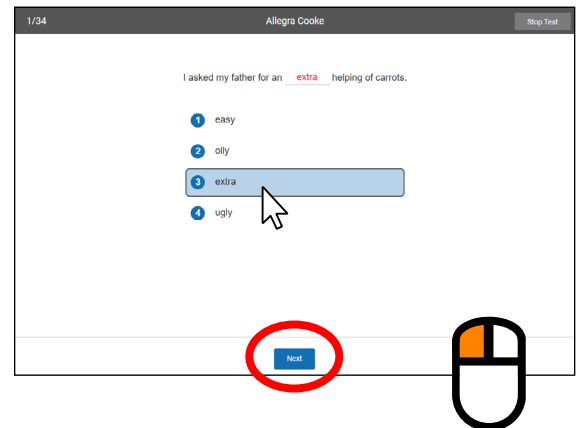 1/34 Allegra Cooke Stop Test
I asked my father for an extra helping of carrots.
1 easy
2 olly
3 extra
4 ugly
Next